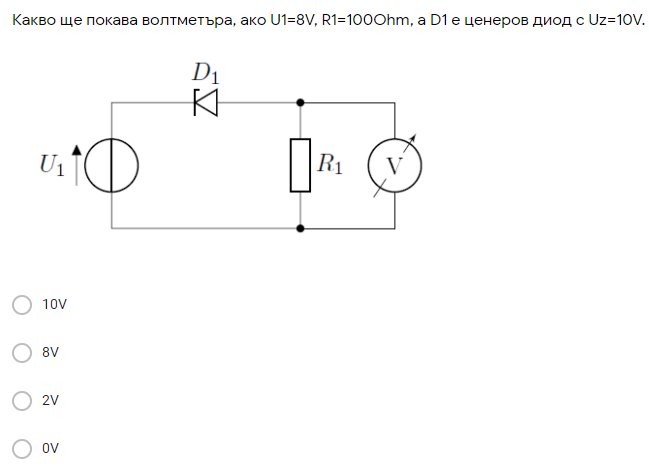 Какво ще покава волтметъра, ако U1=8V, R1=100Ohm, а D1 е ценеров диод с Uz=10V.
D1
U1
R1
V
10V
8V
2V
0V